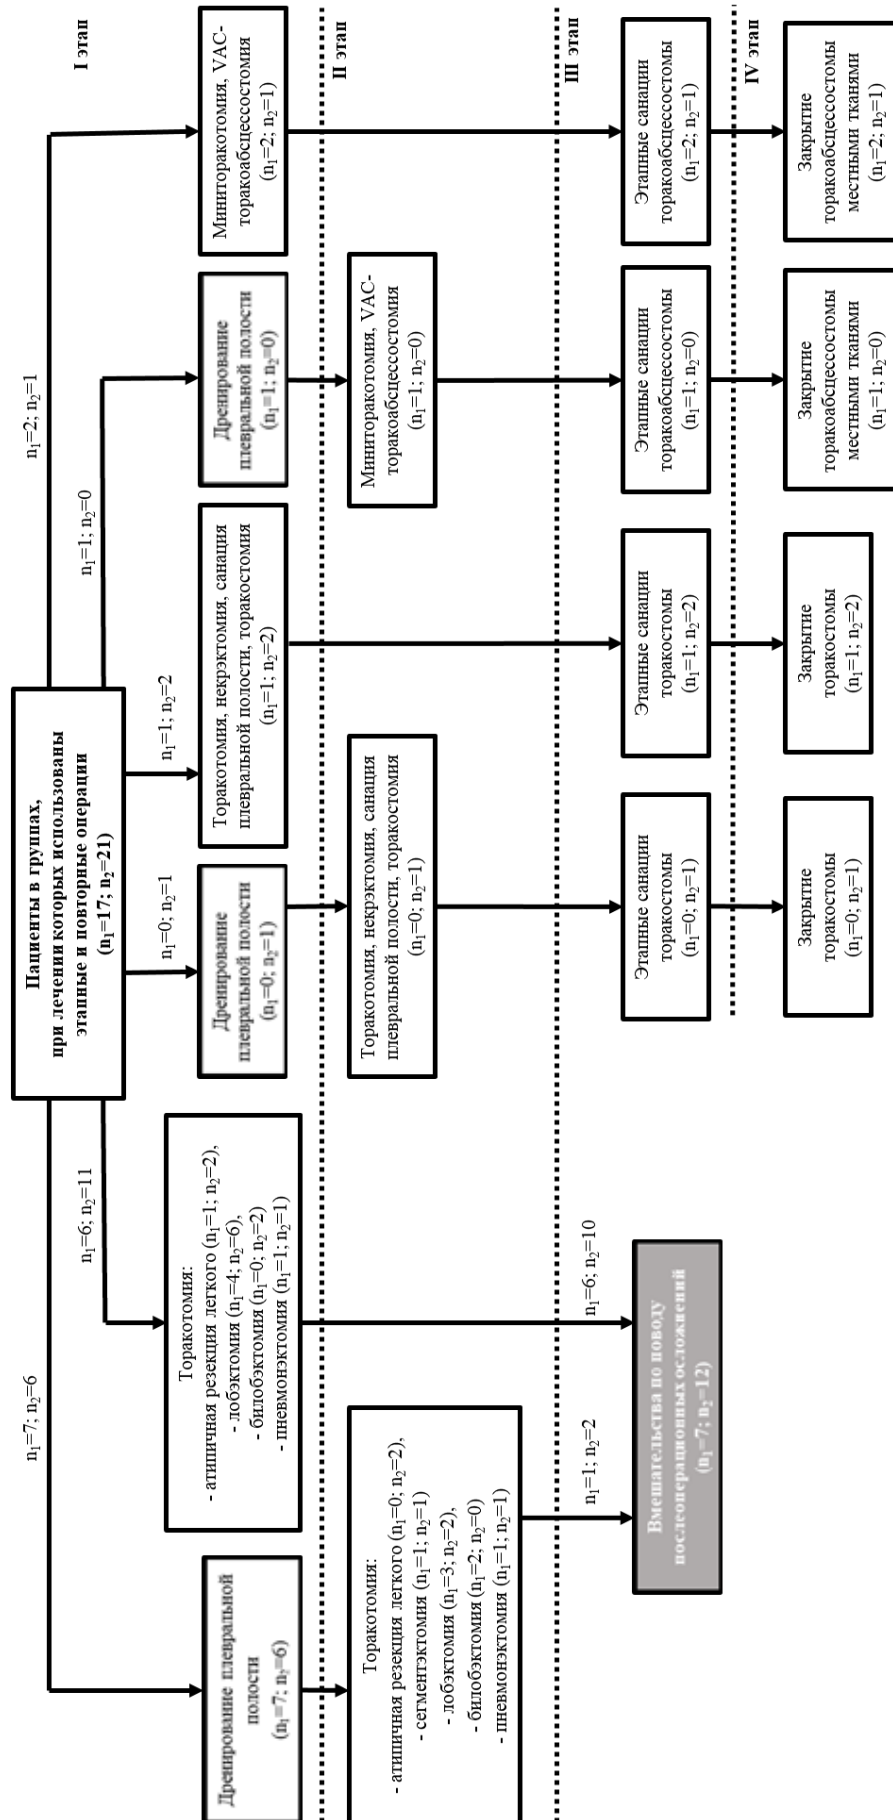 Пациенты в группах,
при лечении которых использованы
этапные и повторные операции
(n₁=17; n₂=21)
I этап
n₁=7; n₂=6
n₁=6; n₂=11
n₁=0; n₂=1
n₁=1; n₂=2
n₁=1; n₂=0
n₁=2; n₂=1
Дренирование плевральной
полости
(n₁=7; n₂=6)
Торакотомия:
- атипичная резекция легкого (n₁=1; n₂=2),
- лобэктомия (n₁=4; n₂=6),
- билобэктомия (n₁=0; n₂=2)
- пневмонэктомия (n₁=1; n₂=1)
Дренирование
плевральной полости
(n₁=0; n₂=1)
Торакотомия, некрэктомия, санация
плевральной полости, торакостомия
(n₁=1; n₂=2)
Дренирование
плевральной полости
(n₁=1; n₂=0)
Миниторакотомия, VAC-
торакоабсцессостомия
(n₁=2; n₂=1)
II этап
Торакотомия:
- атипичная резекция легкого (n₁=0; n₂=2),
- сегментэктомия (n₁=1; n₂=1)
- лобэктомия (n₁=3; n₂=2),
- билобэктомия (n₁=2; n₂=0)
- пневмонэктомия (n₁=1; n₂=1)
Торакотомия, некрэктомия, санация
плевральной полости, торакостомия
(n₁=0; n₂=1)
Миниторакотомия, VAC-
торакоабсцессостомия
(n₁=1; n₂=0)
III этап
n₁=1; n₂=2
n₁=6; n₂=10
Вмешательства по поводу
послеоперационных осложнений
(n₁=7; n₂=12)
Этапные санации
торакостомы
(n₁=0; n₂=1)
Этапные санации
торакостомы
(n₁=1; n₂=2)
Этапные санации
торакоабсцессостомы
(n₁=1; n₂=0)
Этапные санации
торакоабсцессостомы
(n₁=2; n₂=1)
IV этап
Закрытие
торакостомы
(n₁=0; n₂=1)
Закрытие
торакостомы
(n₁=1; n₂=2)
Закрытие
торакоабсцессостомы
местными тканями
(n₁=1; n₂=0)
Закрытие
торакоабсцессостомы
местными тканями
(n₁=2; n₂=1)